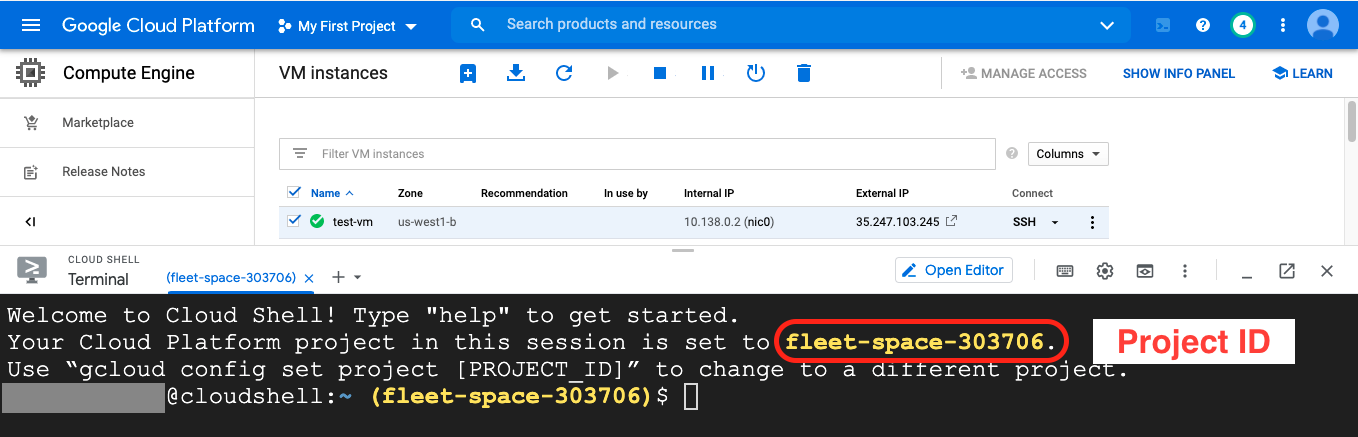 Google Cloud Platform My First Project Search products and resources 4
Compute Engine VM instances MANAGE ACCESS SHOW INFO PANEL LEARN
Marketplace
Filter VM instances Columns
Release Notes
Name Zone Recommendation In use by Internal IP External IP Connect
test-vm us-west1-b 10.138.0.2 (nic0) 35.247.103.245 SSH
CLOUD SHELL
Terminal (fleet-space-303706) Open Editor
Welcome to Cloud Shell! Type "help" to get started.
Your Cloud Platform project in this session is set to fleet-space-303706. Project ID
Use “gcloud config set project [PROJECT_ID]” to change to a different project.
@cloudshell:~ (fleet-space-303706)$